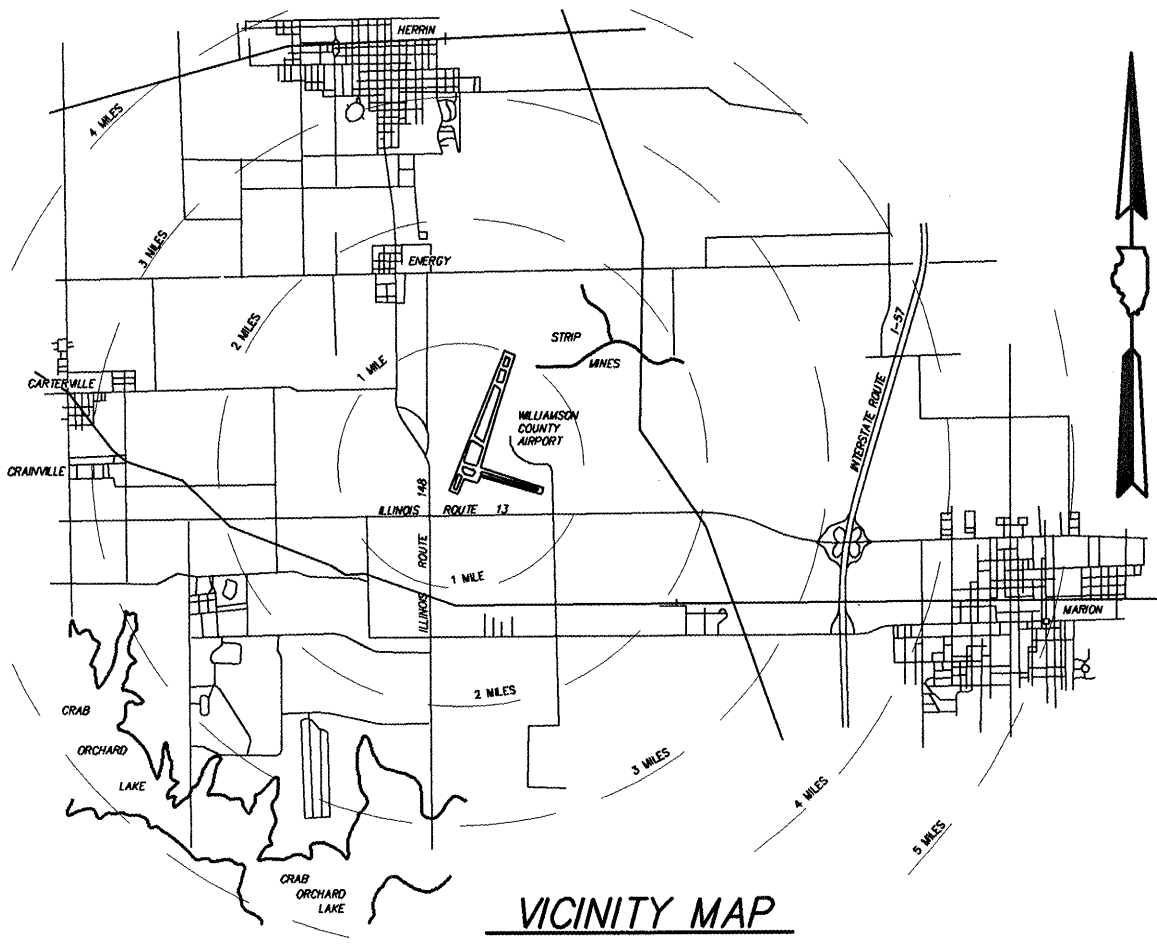 HERRIN
4 MILES
3 MILES
ENERGY
2 MILES
I-57
STRIP
MINES
1 MILE
CARTERVILLE
INTERSTATE ROUTE
WILLIAMSON
COUNTY
AIRPORT
CRAINVILLE
ILLINOIS ROUTE 13
ILLINOIS ROUTE 148
1 MILE
MARION
2 MILES
CRAB
ORCHARD
LAKE
3 MILES
4 MILES
5 MILES
CRAB
ORCHARD
LAKE
VICINITY MAP